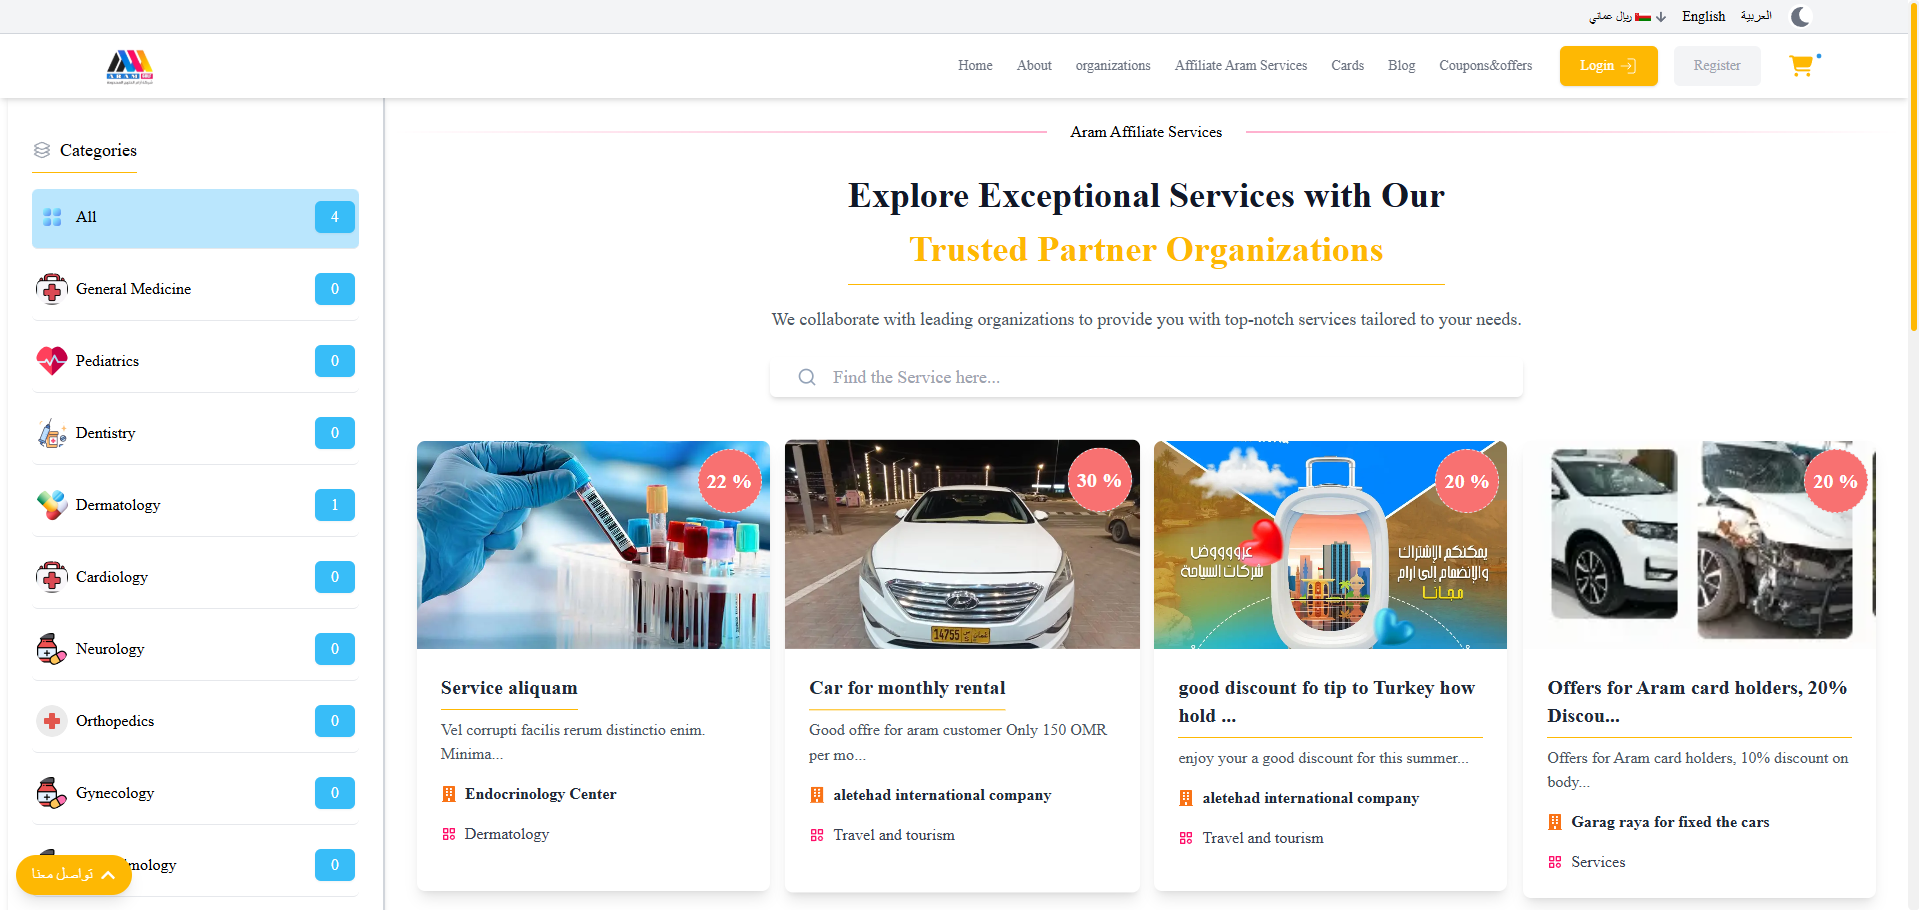 ريال عماني
English
العربية
ARAM
Home
About
organizations
Affiliate Aram Services
Cards
Blog
Coupons&offers
Login
Register
Categories
All
4
General Medicine
0
Pediatrics
0
Dentistry
0
Dermatology
1
Cardiology
0
Neurology
0
Orthopedics
0
Gynecology
0
mology
0
تواصل معنا
Aram Affiliate Services
Explore Exceptional Services with Our
Trusted Partner Organizations
We collaborate with leading organizations to provide you with top-notch services tailored to your needs.
Find the Service here...
22 %
Service aliquam
Vel corrupti facilis rerum distinctio enim.
Minima...
Endocrinology Center
Dermatology
30 %
14755
Car for monthly rental
Good offre for aram customer Only 150 OMR
per mo...
aletehad international company
Travel and tourism
20 %
عروووووض
شركات السياحة
يمكنكم الإشتراك
والإنضمام إلى ارام
مجانا
good discount fo tip to Turkey how
hold ...
enjoy your a good discount for this summer...
aletehad international company
Travel and tourism
20 %
Offers for Aram card holders, 20%
Discou...
Offers for Aram card holders, 10% discount on
body...
Garag raya for fixed the cars
Services